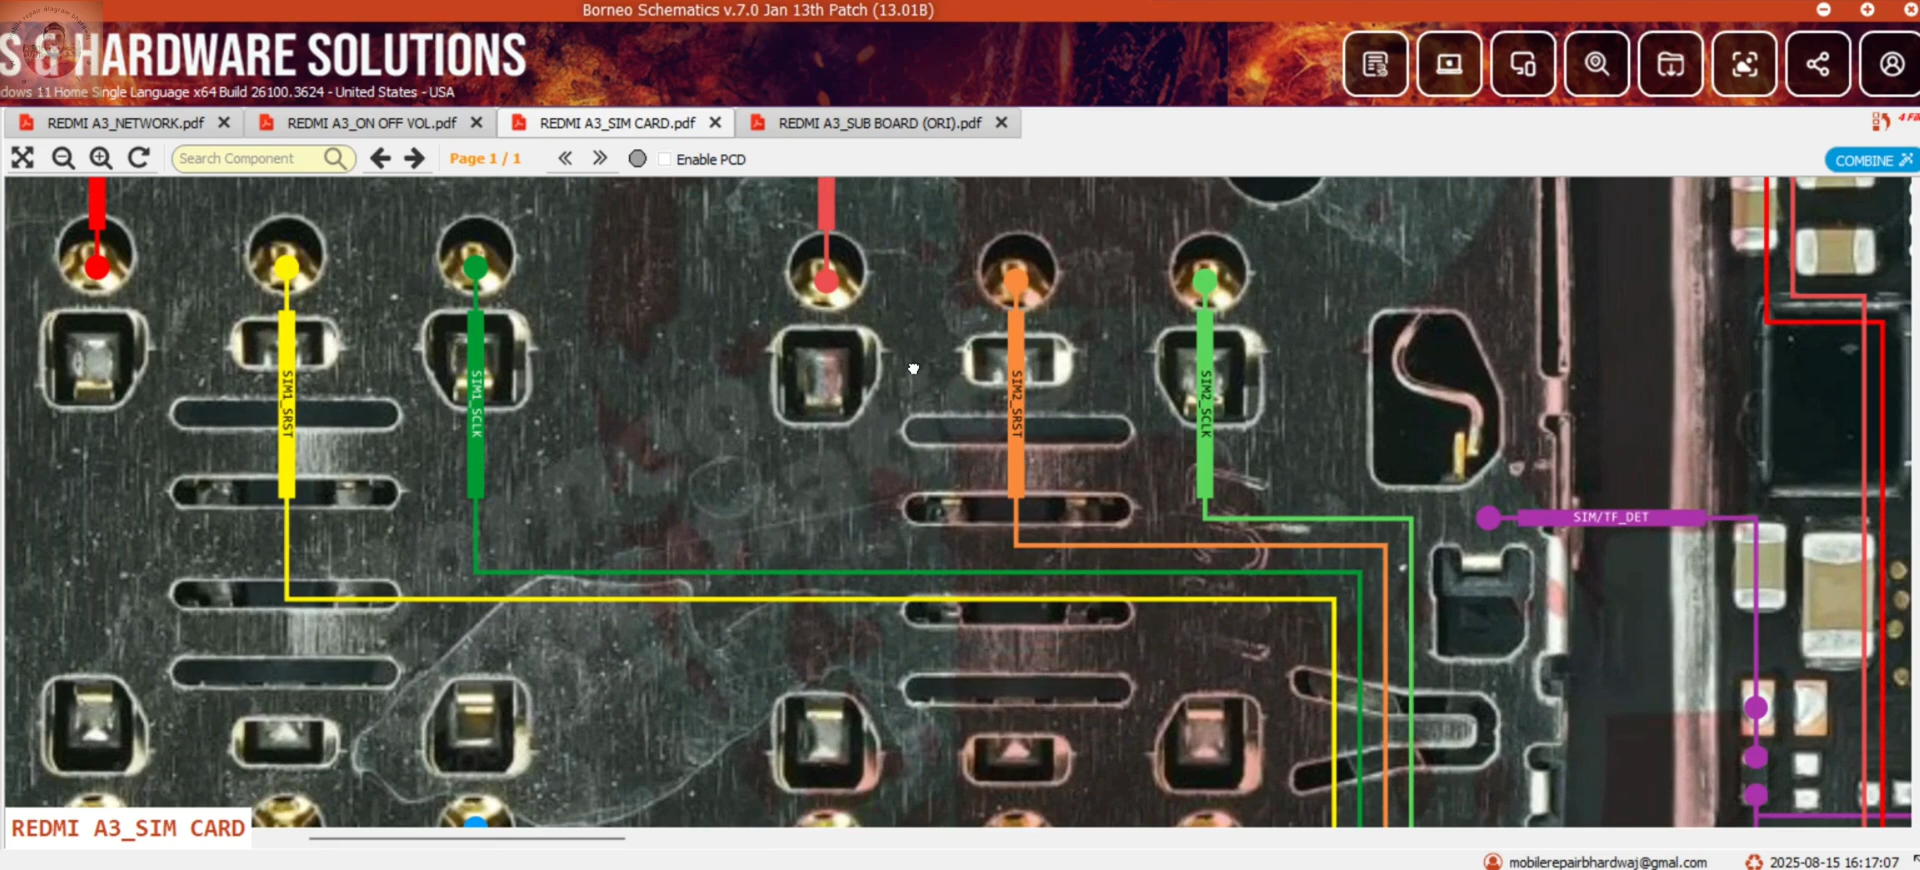 Borneo Schematics v.7.0 Jan 13th Patch (13.01B)
S G HARDWARE SOLUTIONS
dows 11 Home Single Language x64 Build 26100.3624 - United States - USA
REDMI A3_NETWORK.pdf
REDMI A3_ON OFF VOL.pdf
REDMI A3_SIM CARD.pdf
REDMI A3_SUB BOARD (ORI).pdf
4 Fil
Search Component
Page 1 / 1
Enable PCD
COMBINE
SIM1_SRST
SIM1_SCLK
SIM2_SRST
SIM2_SCLK
SIM/TF_DET
REDMI A3_SIM CARD
mobilerepairbhardwaj@gmal.com
2025-08-15 16:17:07